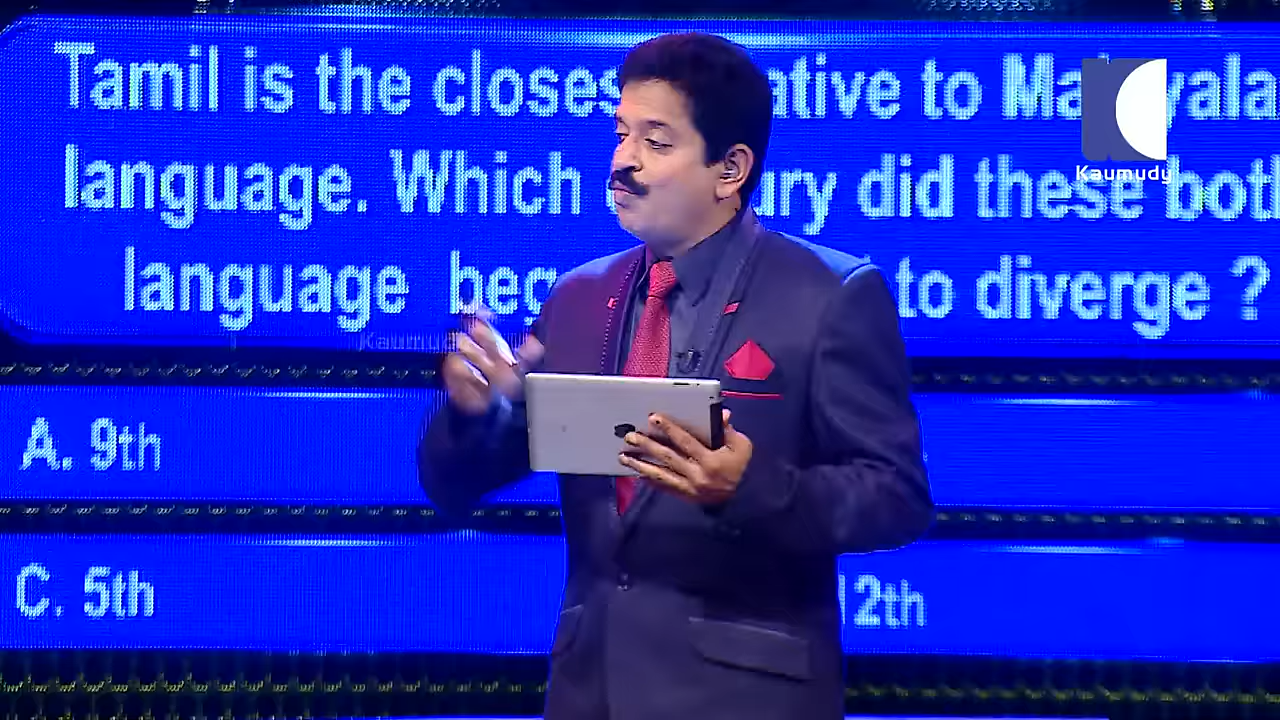 Tamil is the closes ative to Ma yala
language. Which ury did these bot
language beg to diverge ?
Kaumudy
A. 9th
C. 5th
12th